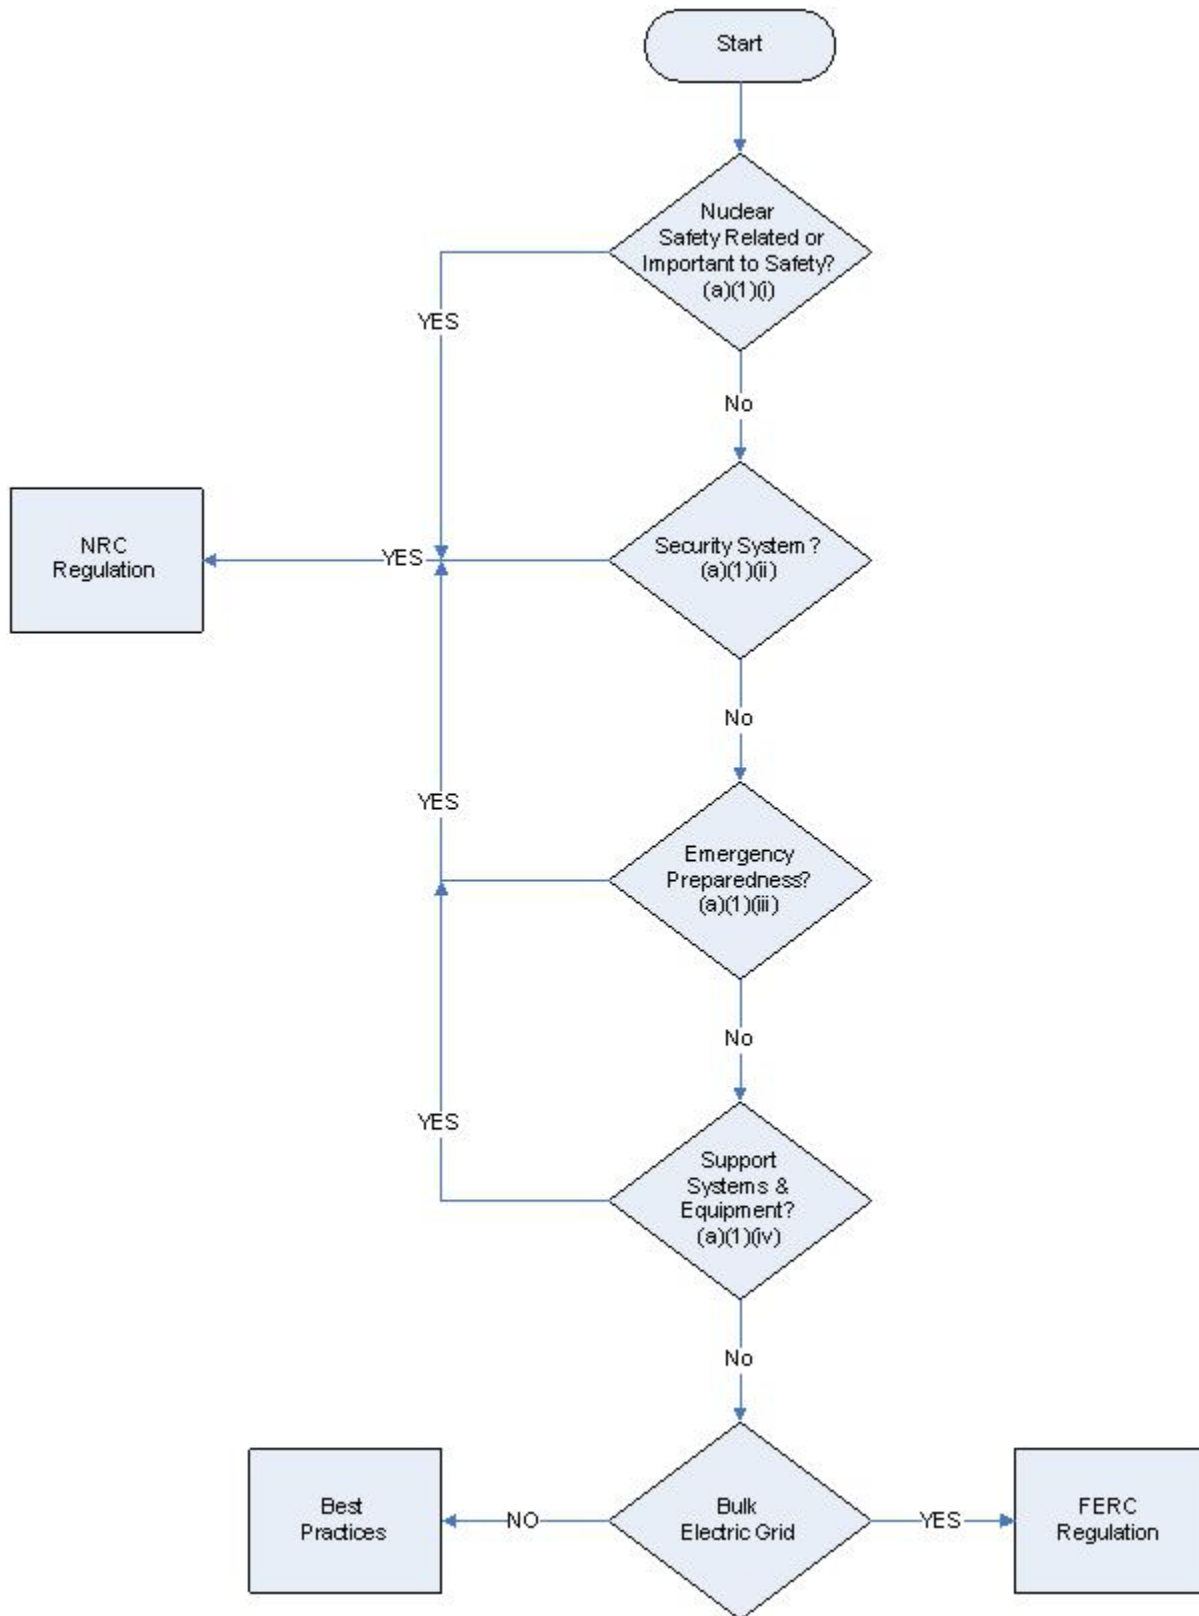 Start
Nuclear
Safety Related or
Important to Safety?
(a)(1)(i)
YES
No
NRC
Regulation
YES
Security System ?
(a)(1)(ii)
No
YES
Emergency
Preparedness?
(a)(1)(iii)
No
YES
Support
Systems &
Equipment?
(a)(1)(iv)
No
Best
Practices
NO
Bulk
Electric Grid
YES
FERC
Regulation